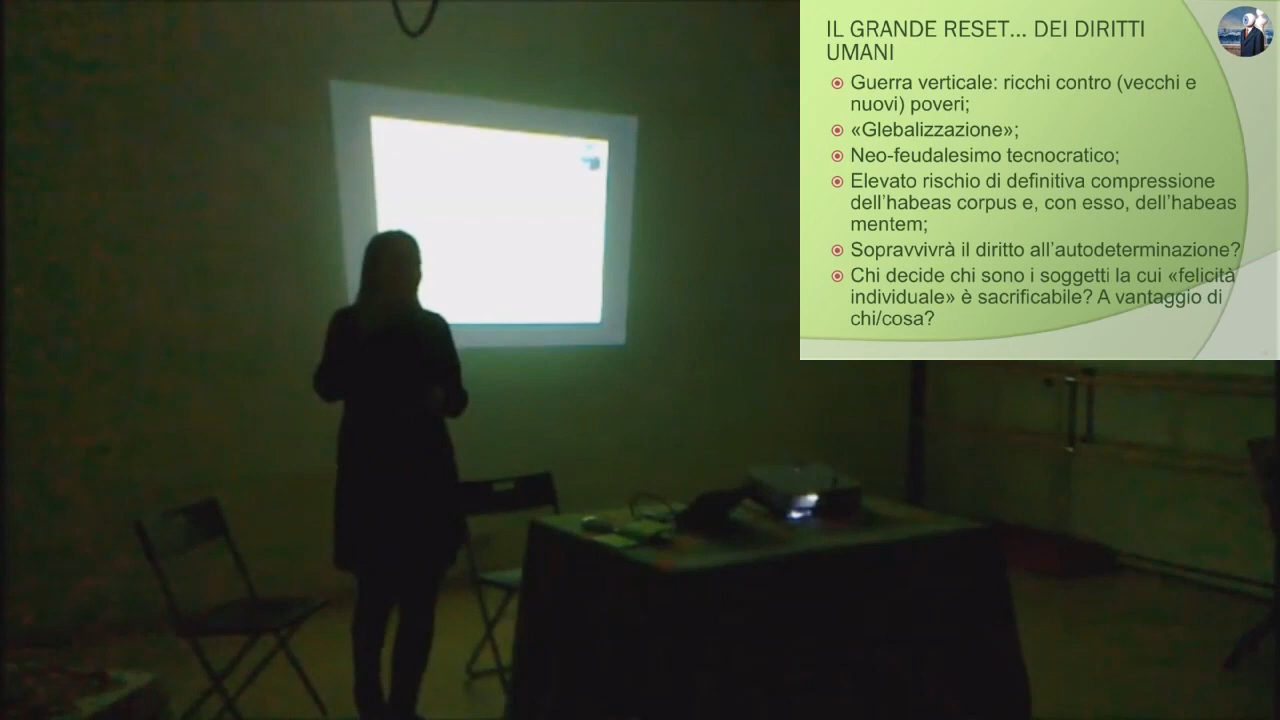 IL GRANDE RESET... DEI DIRITTI
UMANI
Guerra verticale: ricchi contro (vecchi e
nuovi) poveri;
«Glebalizzazione»;
Neo-feudalesimo tecnocratico;
Elevato rischio di definitiva compressione
dell'habeas corpus e, con esso, dell'habeas
mentem;
Sopravvivrà il diritto all'autodeterminazione?
Chi decide chi sono i soggetti la cui «felicità
individuale» è sacrificabile? A vantaggio di
chi/cosa?